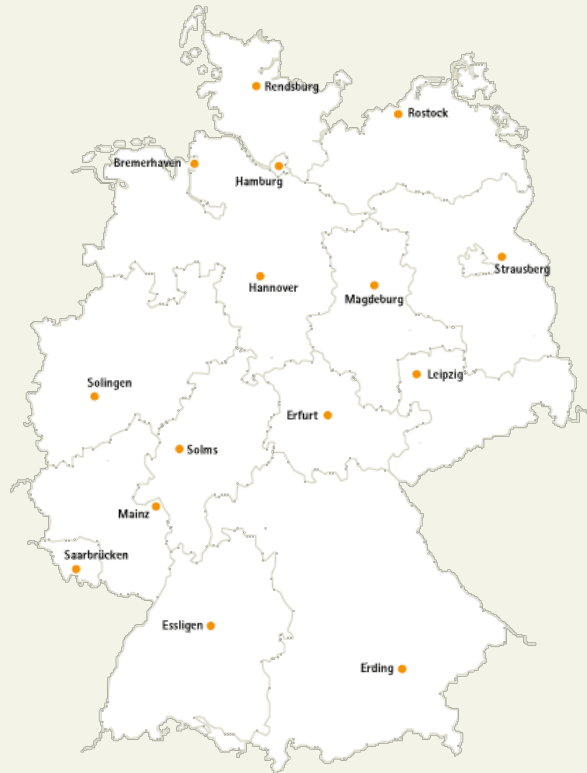 Rendsburg
Rostock
Bremerhaven
Hamburg
Strausberg
Hannover
Magdeburg
Leipzig
Solingen
Erfurt
Solms
Mainz
Saarbrücken
Essligen
Erding